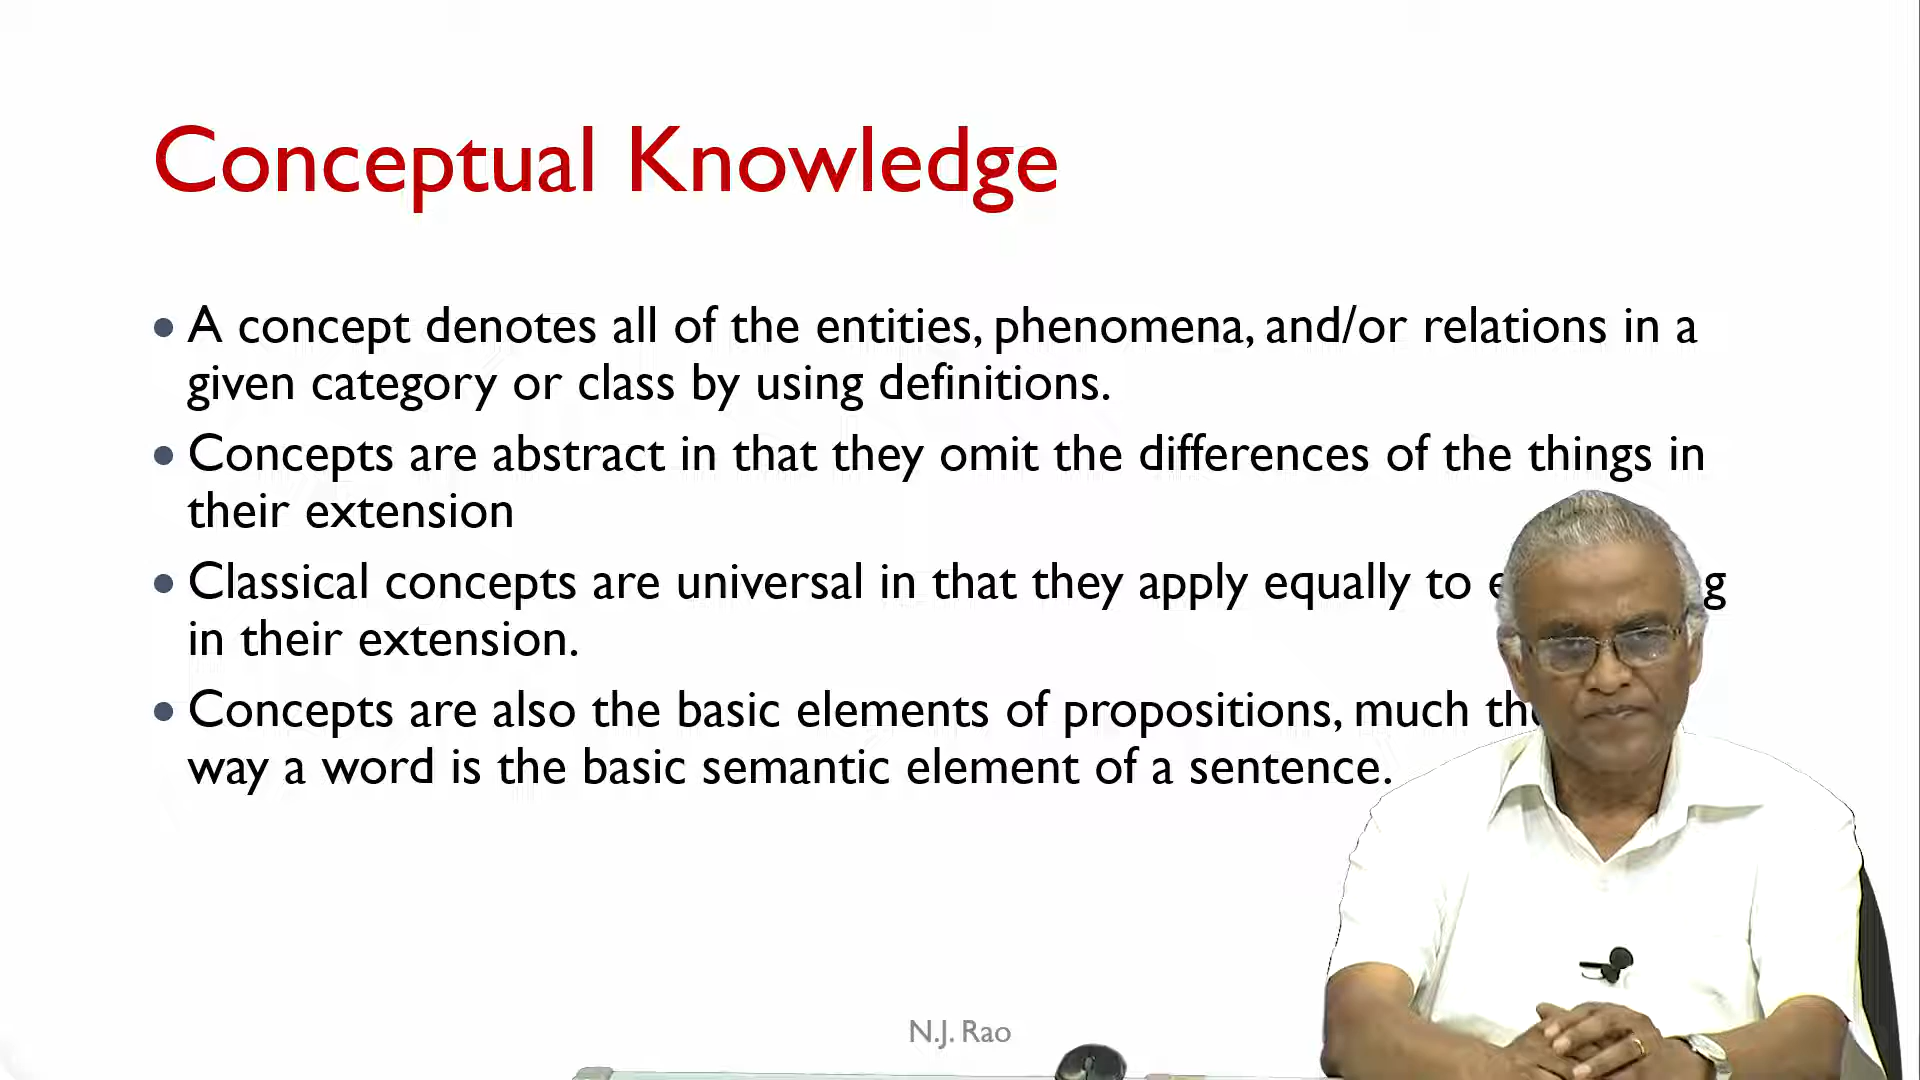 Conceptual Knowledge
• A concept denotes all of the entities, phenomena, and/or relations in a
given category or class by using definitions.
• Concepts are abstract in that they omit the differences of the things in
their extension
• Classical concepts are universal in that they apply equally to
in their extension.
• Concepts are also the basic elements of propositions, much
way a word is the basic semantic element of a sentence.
N.J. Rao